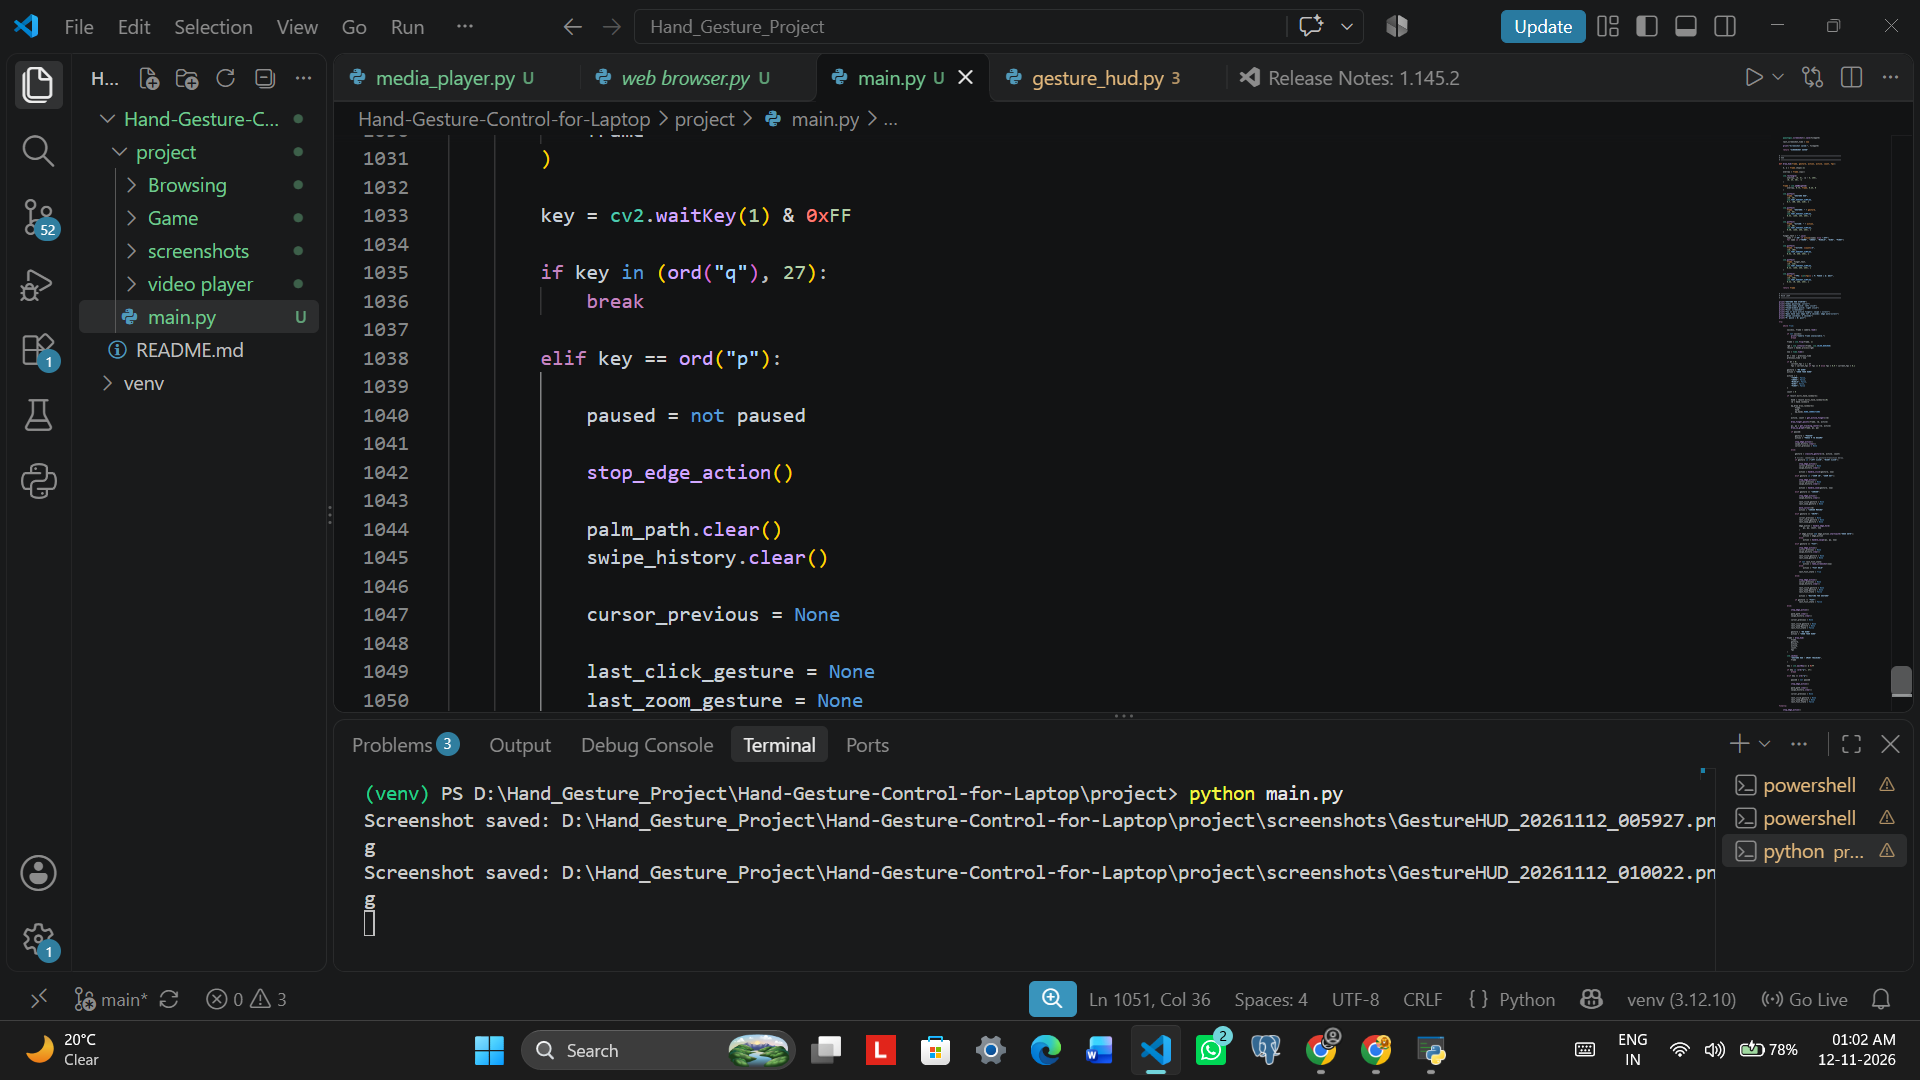 File Edit Selection View Go Run ···
Hand_Gesture_Project
Update
H... ···
media_player.py U
web browser.py U
main.py U
gesture_hud.py 3
Release Notes: 1.145.2
Hand-Gesture-C...
project
Browsing
Game
screenshots
video player
main.py U
README.md
venv
52
1
1
Hand-Gesture-Control-for-Laptop > project > main.py > ...
1031 )
1032
1033 key = cv2.waitKey(1) & 0xFF
1034
1035 if key in (ord("q"), 27):
1036 break
1037
1038 elif key == ord("p"):
1039
1040 paused = not paused
1041
1042 stop_edge_action()
1043
1044 palm_path.clear()
1045 swipe_history.clear()
1046
1047 cursor_previous = None
1048
1049 last_click_gesture = None
1050 last_zoom_gesture = None
Problems 3 Output Debug Console Terminal Ports
(venv) PS D:\Hand_Gesture_Project\Hand-Gesture-Control-for-Laptop\project> python main.py
Screenshot saved: D:\Hand_Gesture_Project\Hand-Gesture-Control-for-Laptop\project\screenshots\GestureHUD_20261112_005927.pn
g
Screenshot saved: D:\Hand_Gesture_Project\Hand-Gesture-Control-for-Laptop\project\screenshots\GestureHUD_20261112_010022.pn
g
powershell
powershell
python pr...
main* 0 3
Ln 1051, Col 36 Spaces: 4 UTF-8 CRLF { } Python venv (3.12.10) Go Live
20°C
Clear
Search
L
W
2
ENG
IN
78%
01:02 AM
12-11-2026